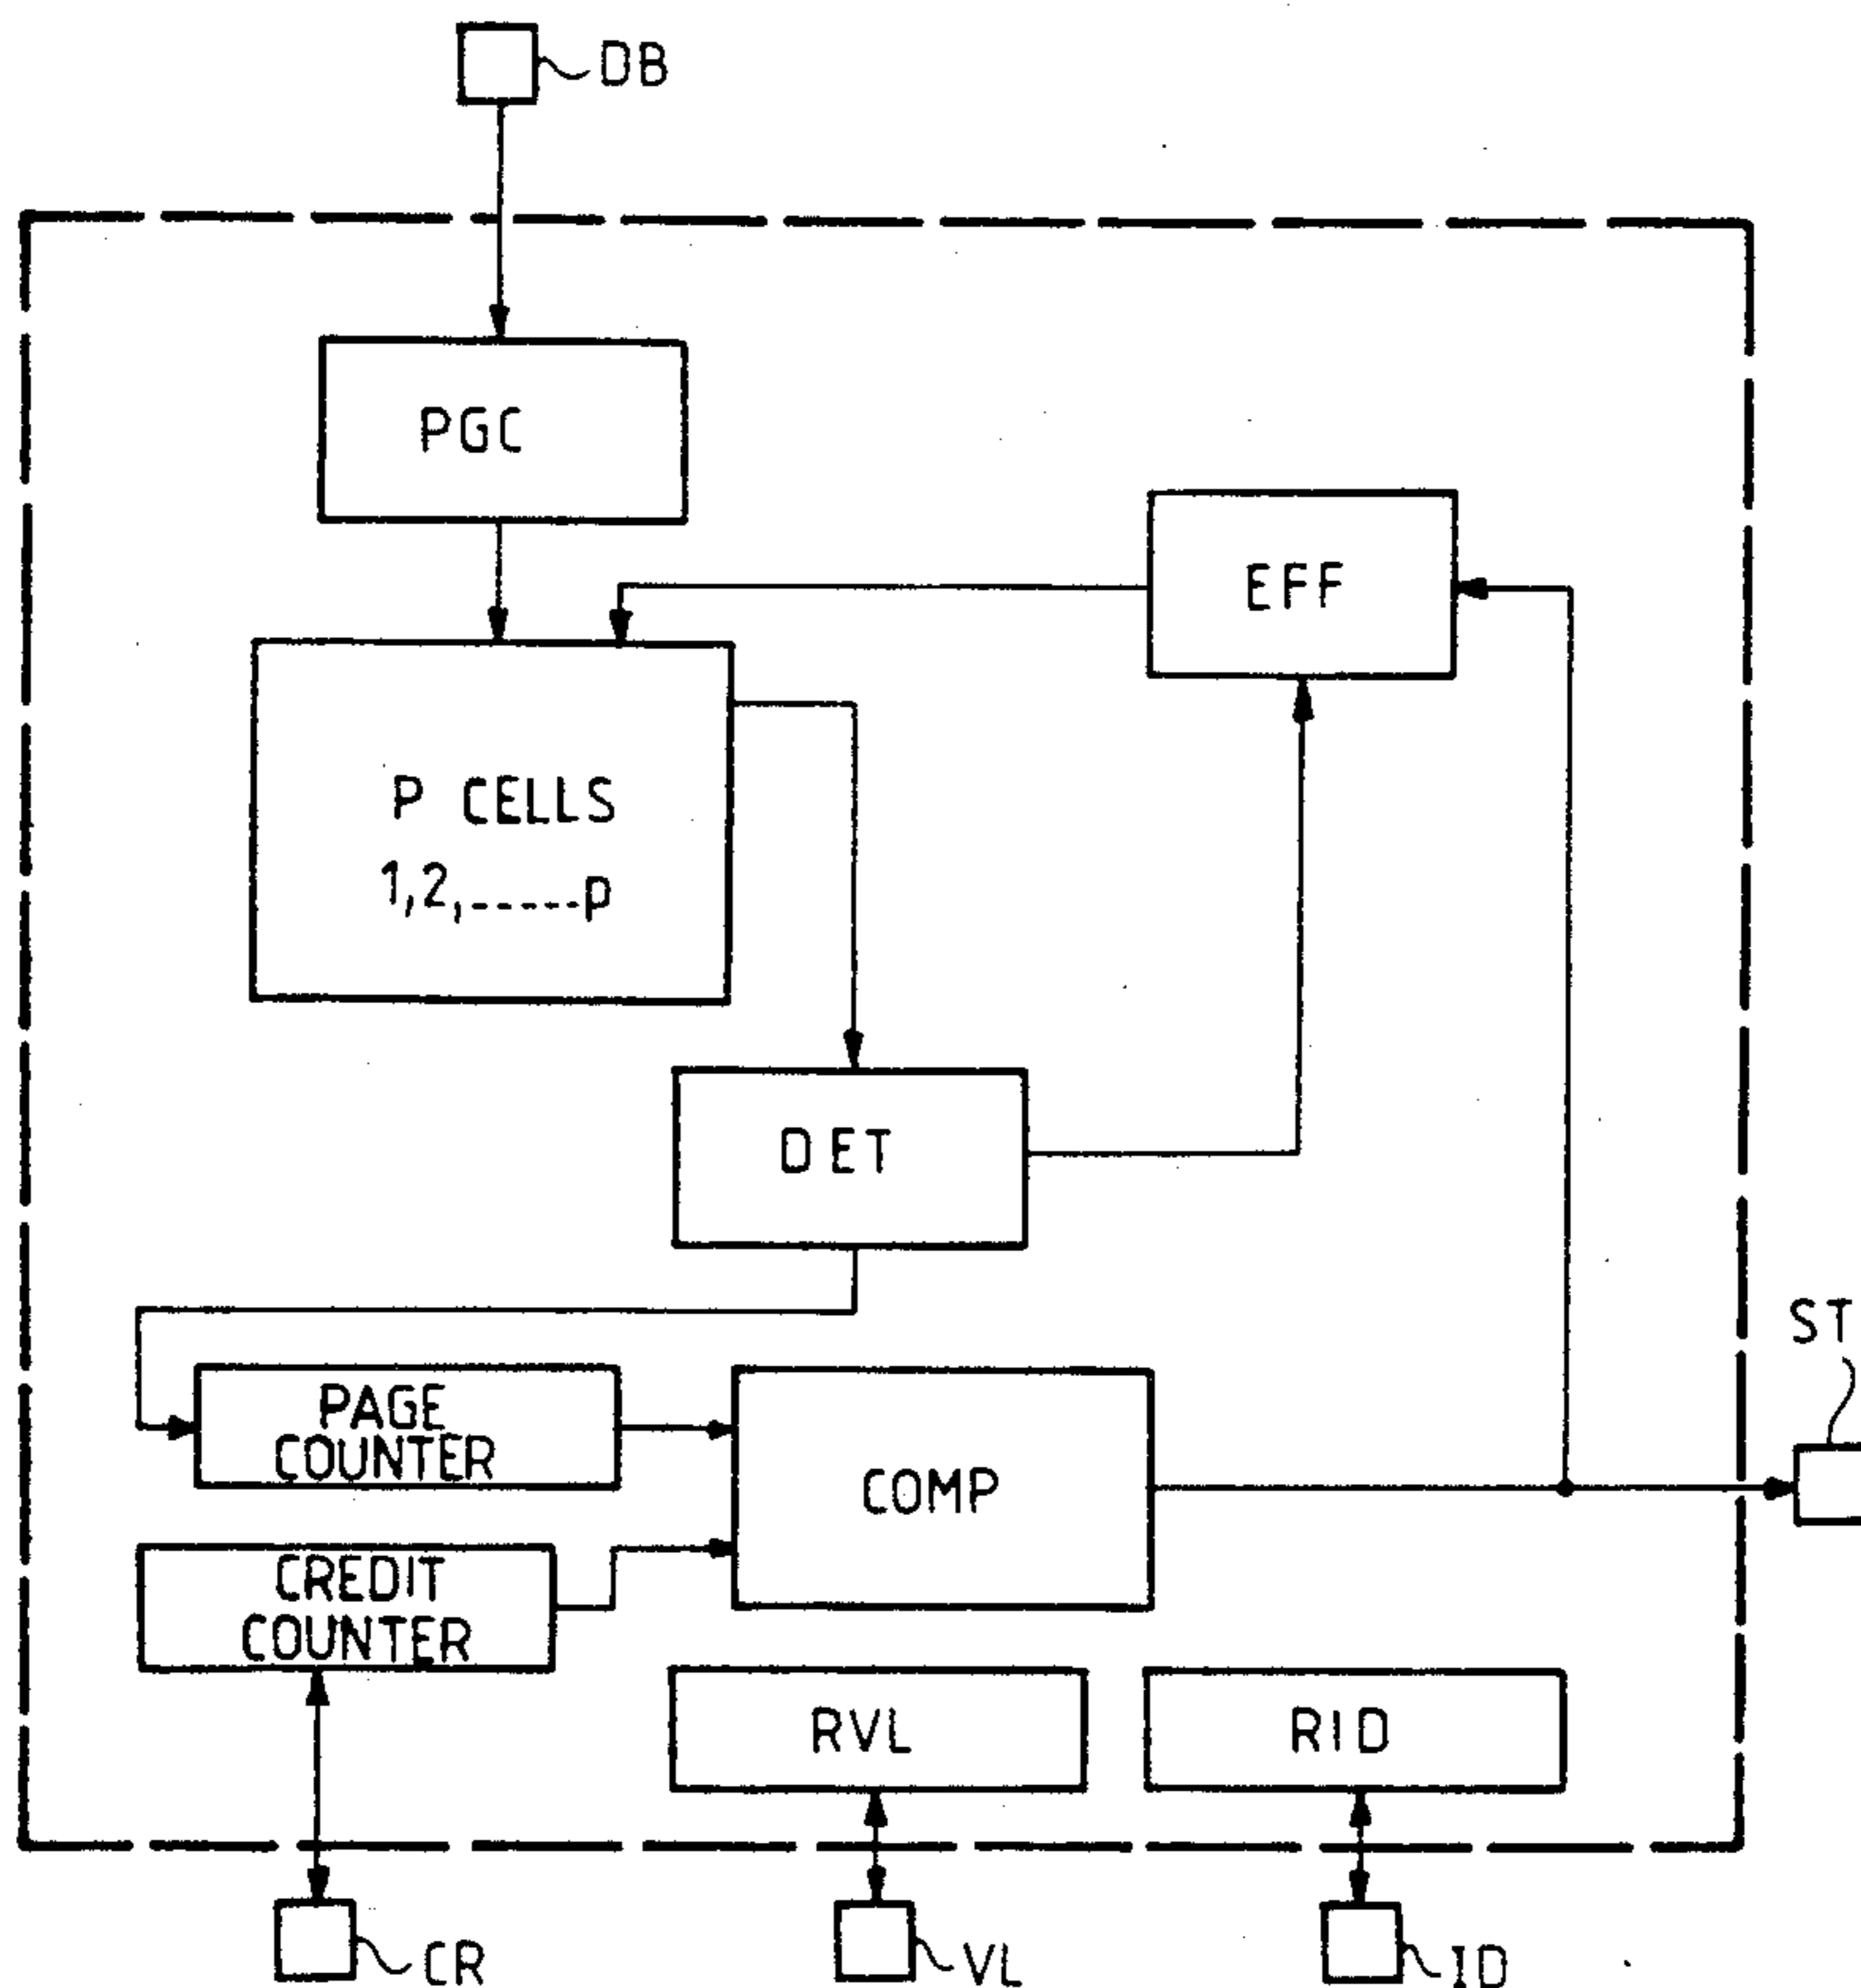 DB
PGC
EFF
P CELLS
1,2,-----p
DET
ST
PAGE
COUNTER
COMP
CREDIT
COUNTER
RVL
RID
CR
VL
ID